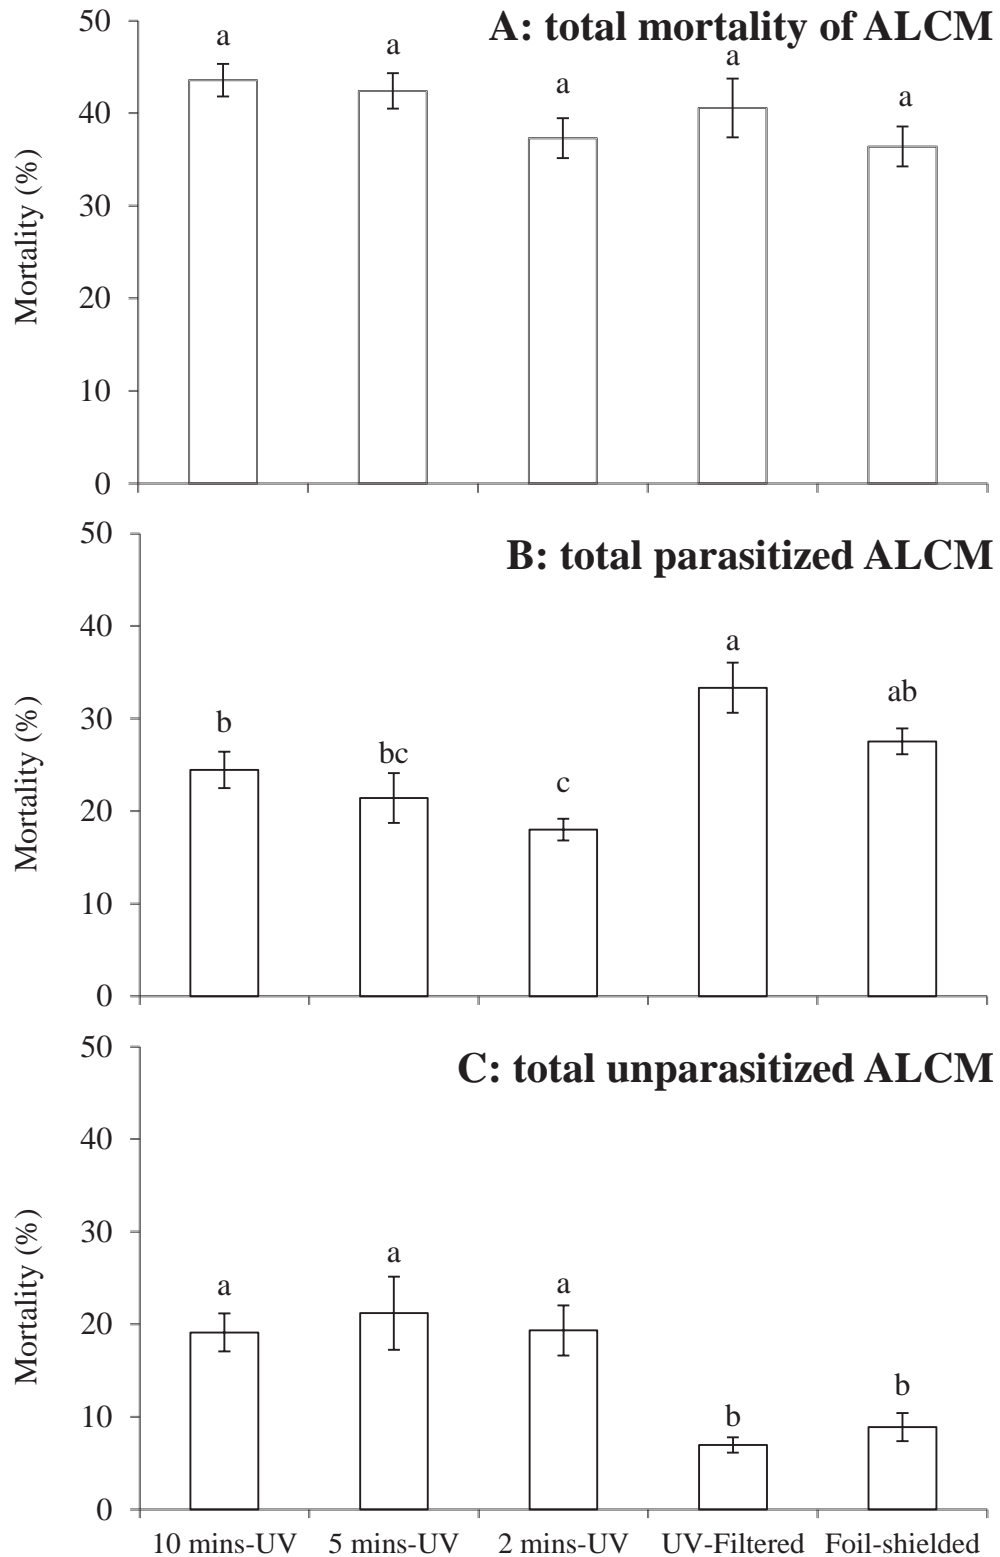 A: total mortality of ALCM
50
40
30
20
10
0
Mortality (%)
a
a
a
a
a
B: total parasitized ALCM
50
40
30
20
10
0
Mortality (%)
b
bc
c
a
ab
C: total unparasitized ALCM
50
40
30
20
10
0
Mortality (%)
a
a
a
b
b
10 mins-UV 5 mins-UV 2 mins-UV UV-Filtered Foil-shielded